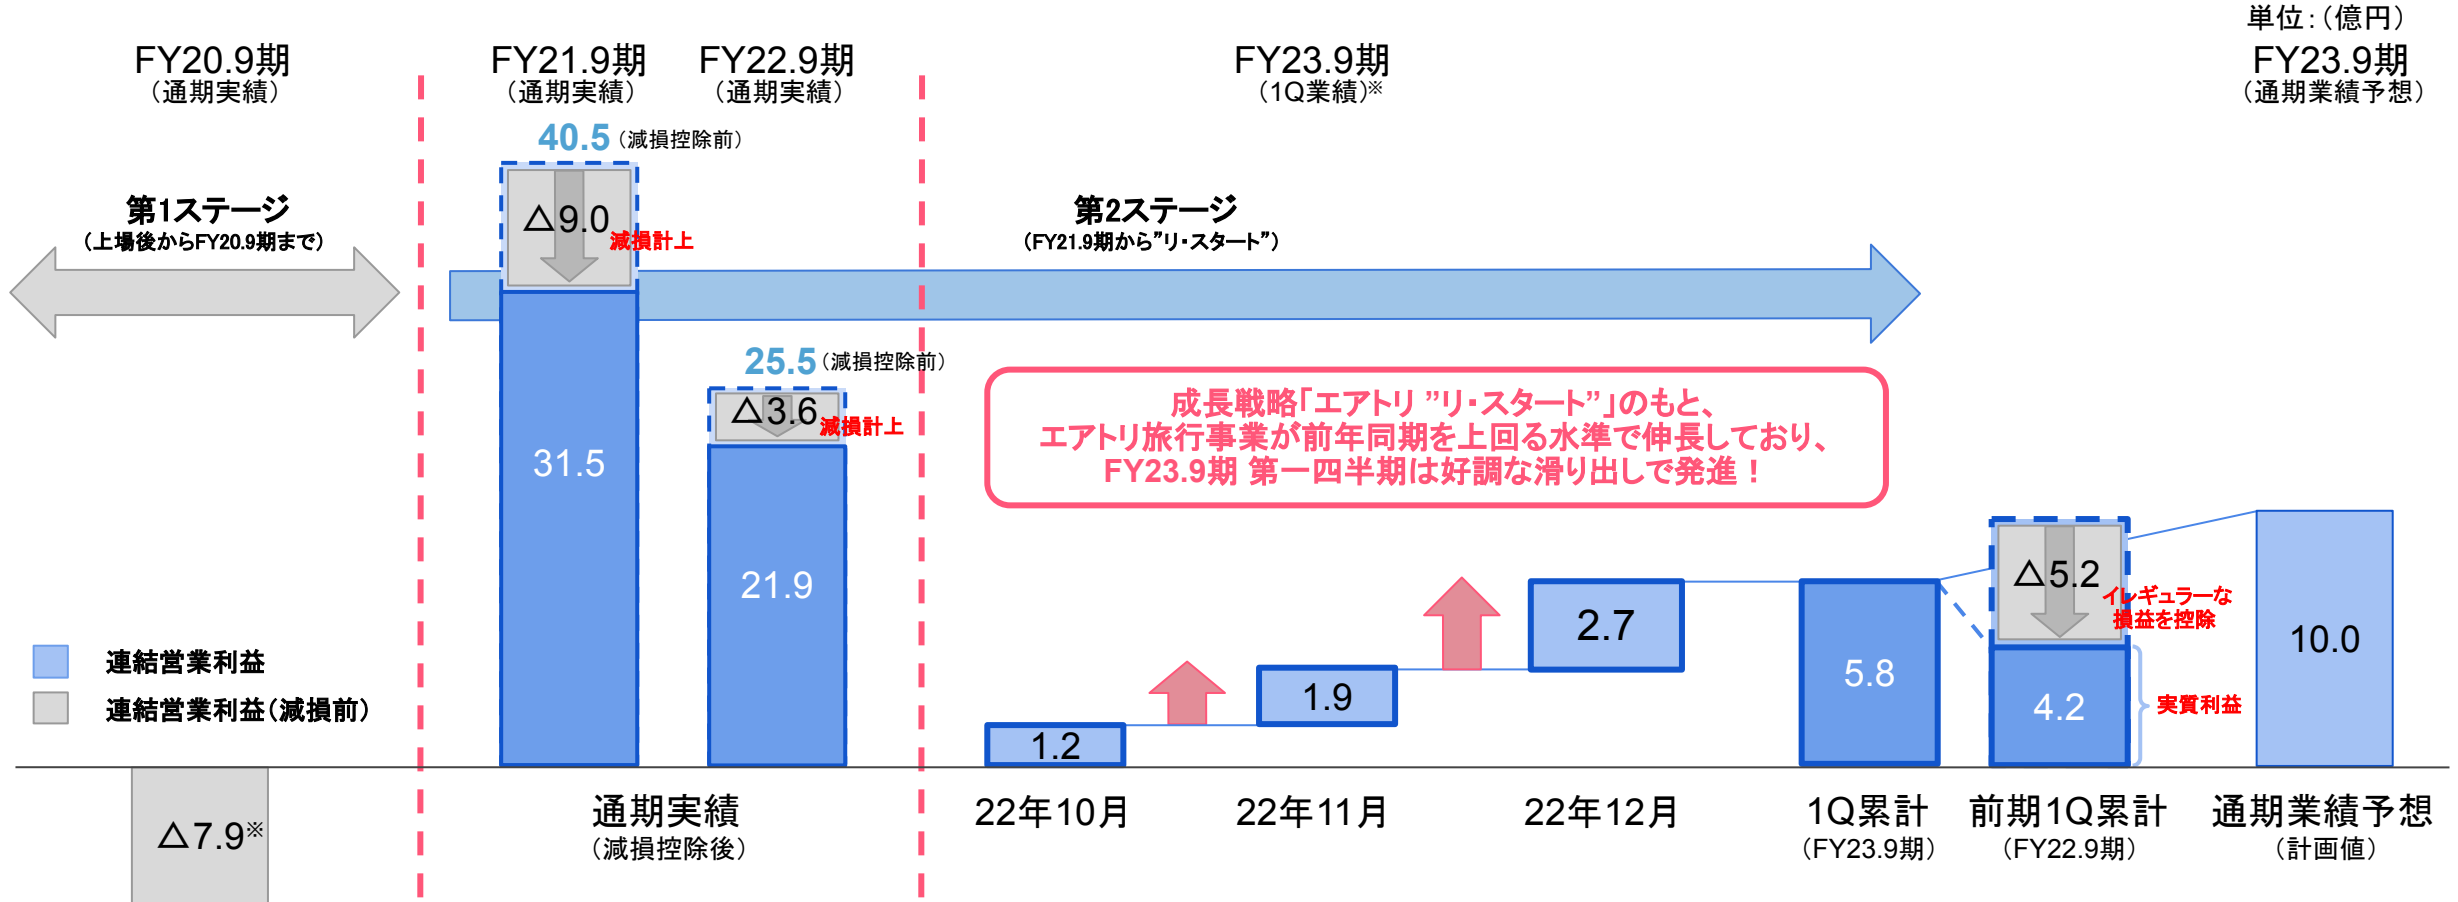 単位：（億円）
FY20.9期
（通期実績）
FY21.9期
（通期実績）
FY22.9期
（通期実績）
FY23.9期
（1Q業績）※
FY23.9期
（通期業績予想）
40.5（減損控除前）
第1ステージ
（上場後からFY20.9期まで）
△9.0
減損計上
第2ステージ
（FY21.9期から”リ・スタート”）
25.5（減損控除前）
△3.6
減損計上
成長戦略「エアトリ ”リ・スタート”」のもと、
エアトリ旅行事業が前年同期を上回る水準で伸長しており、
FY23.9期 第一四半期は好調な滑り出しで発進！
31.5
21.9
△5.2
イレギュラーな
損益を控除
2.7
10.0
連結営業利益
連結営業利益（減損前）
1.9
5.8
4.2
実質利益
1.2
△7.9※
通期実績
（減損控除後）
22年10月
22年11月
22年12月
1Q累計
（FY23.9期）
前期1Q累計
（FY22.9期）
通期業績予想
（計画値）